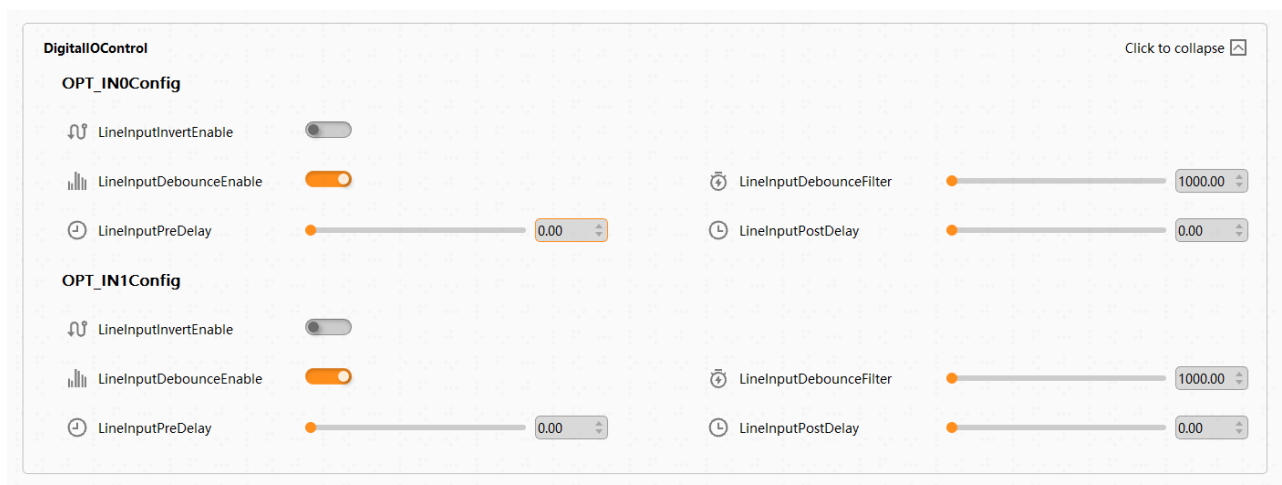 DigitalIOControl Click to collapse
OPT_IN0Config
LineInputInvertEnable
LineInputDebounceEnable LineInputDebounceFilter 1000.00
LineInputPreDelay 0.00 LineInputPostDelay 0.00
OPT_IN1Config
LineInputInvertEnable
LineInputDebounceEnable LineInputDebounceFilter 1000.00
LineInputPreDelay 0.00 LineInputPostDelay 0.00